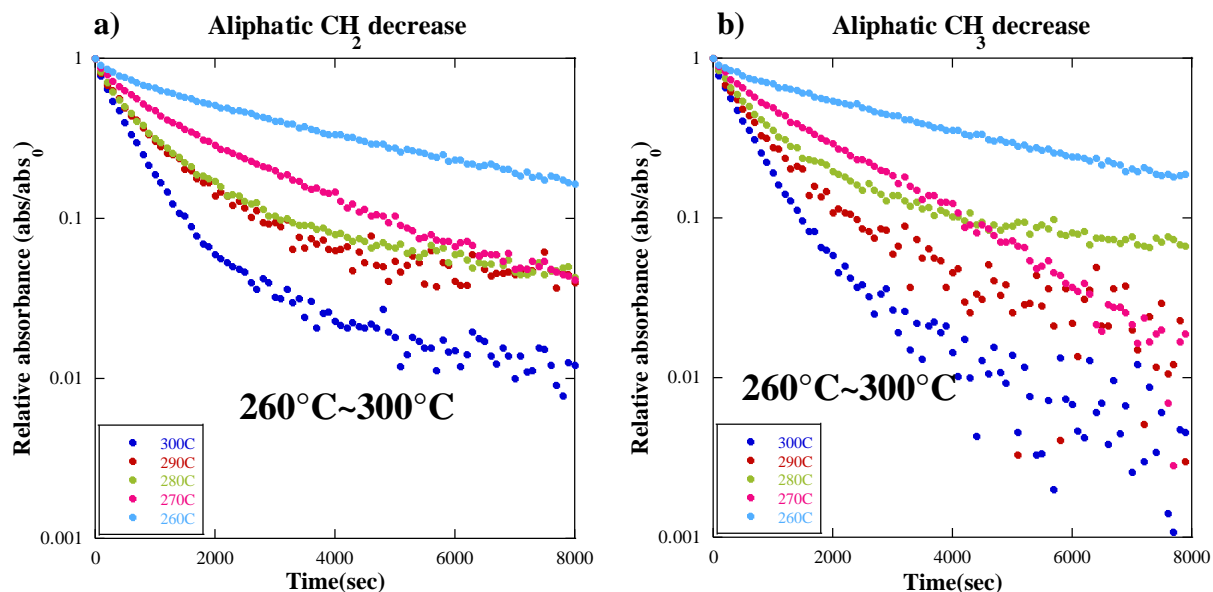 a)
Aliphatic CH2 decrease
Relative absorbance (abs/abs0)
1
0.1
0.01
0.001
260°C~300°C
300C
290C
280C
270C
260C
0
2000
4000
6000
8000
Time(sec)
b)
Aliphatic CH3 decrease
Relative absorbance (abs/abs0)
1
0.1
0.01
0.001
260°C~300°C
300C
290C
280C
270C
260C
0
2000
4000
6000
8000
Time(sec)